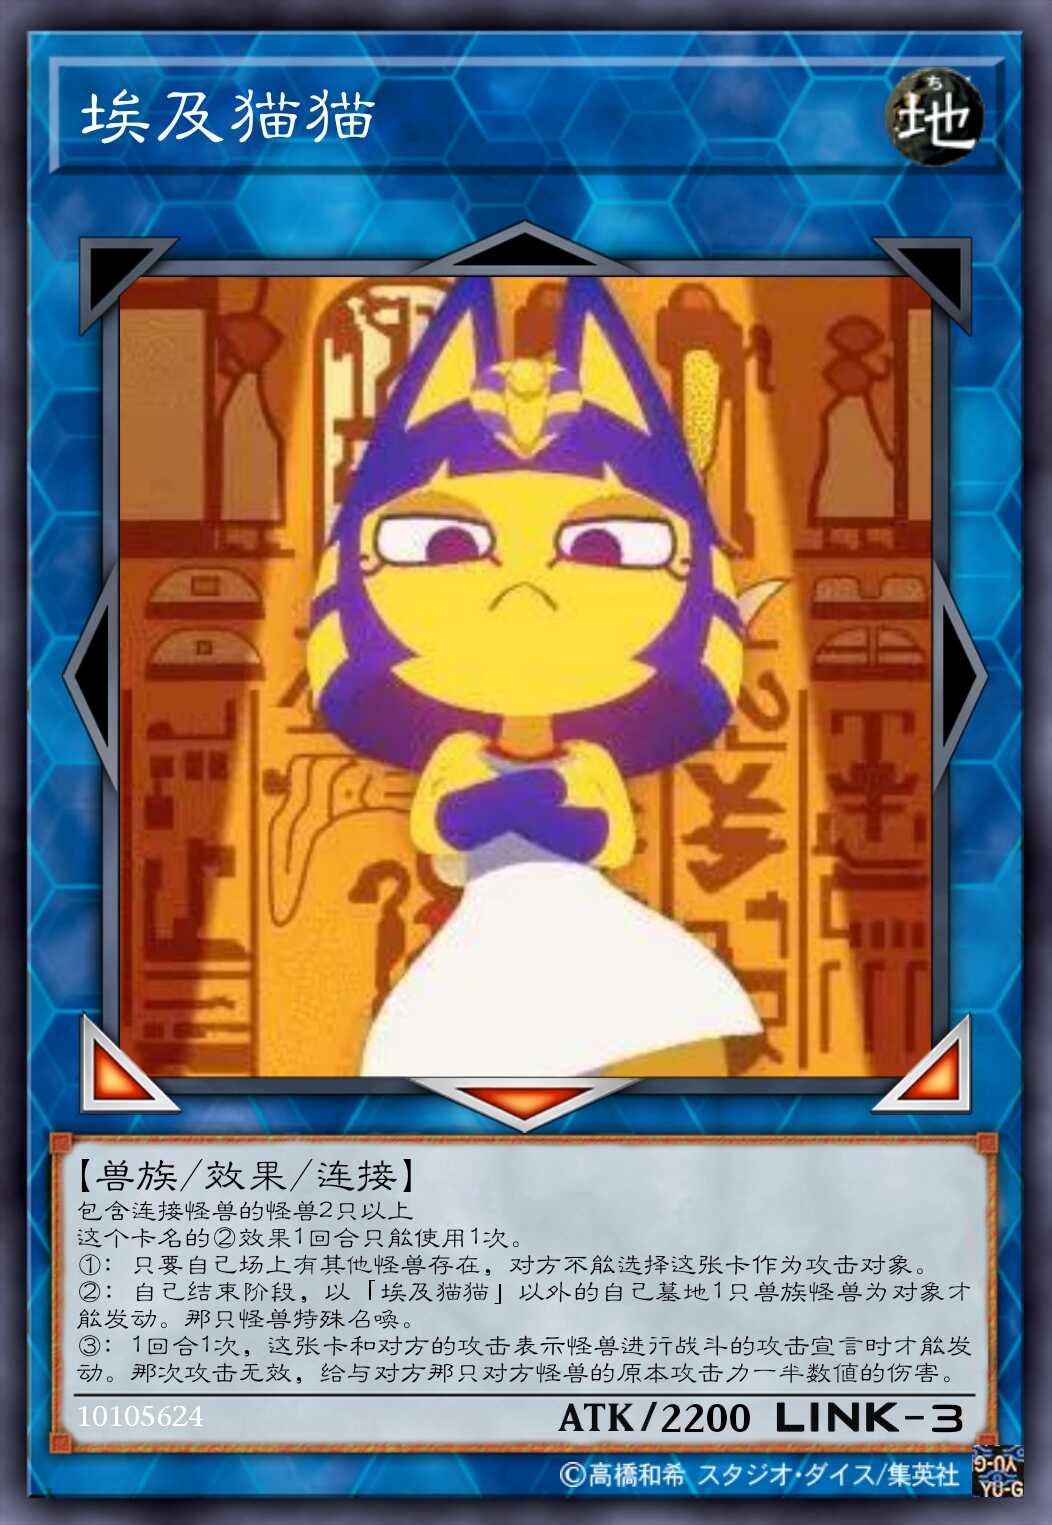 埃及猫猫
ち
地
【兽族/效果/连接】
包含连接怪兽的怪兽2只以上
这个卡名的②效果1回合只能使用1次。
①：只要自己场上有其他怪兽存在，对方不能选择这张卡作为攻击对象。
②：自己结束阶段，以「埃及猫猫」以外的自己墓地1只兽族怪兽为对象才
能发动。那只怪兽特殊召唤。
③：1回合1次，这张卡和对方的攻击表示怪兽进行战斗的攻击宣言时才能发
动。那次攻击无效，给与对方那只对方怪兽的原本攻击力一半数值的伤害。
10105624
ATK/2200 LINK-3
©高橋和希 スタジオ・ダイス/集英社